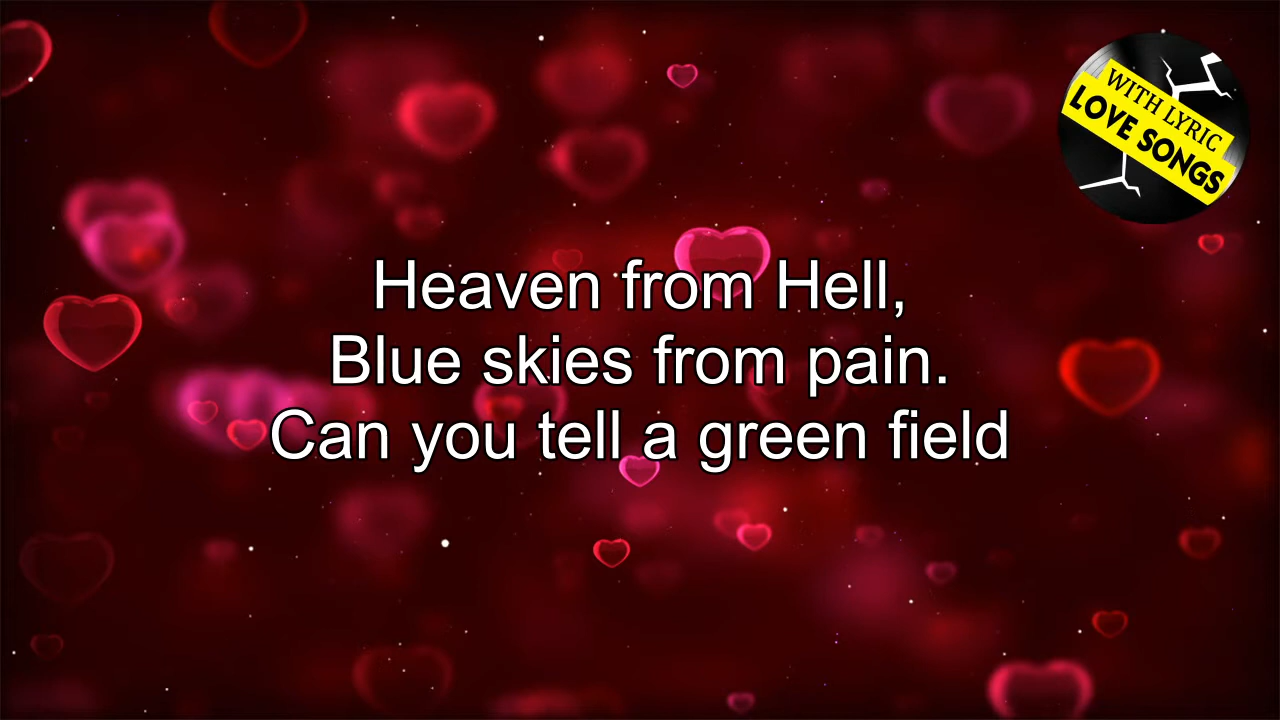 WITH LYRIC
LOVE SONGS
Heaven from Hell,
Blue skies from pain.
Can you tell a green field